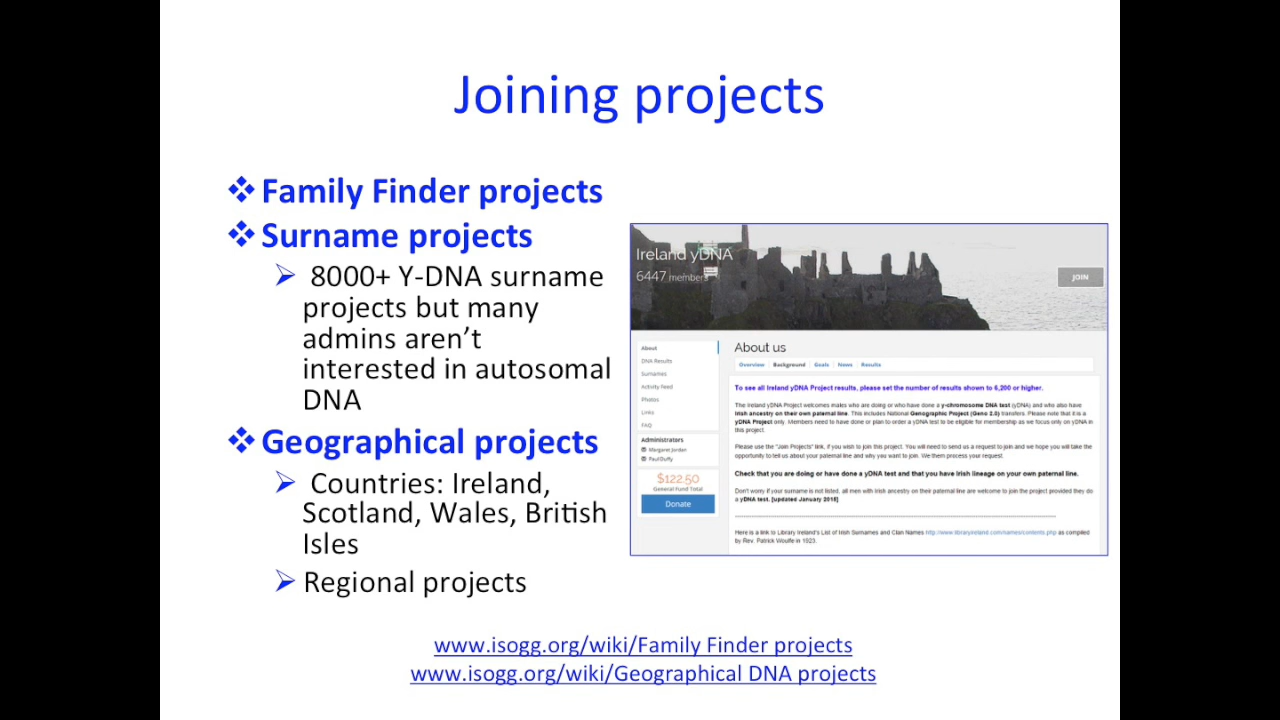 Joining projects
Family Finder projects
Surname projects
8000+ Y-DNA surname
projects but many
admins aren't
interested in autosomal
DNA
Geographical projects
Countries: Ireland,
Scotland, Wales, British
Isles
Regional projects
Ireland yDNA
6447 members
JOIN
About
DNA Results
Surnames
Activity Feed
Photos
Links
FAQ
Administrators
Margaret Jordan
Paul Duffy
$122.50
General Fund Total
Donate
About us
Overview Background Goals News Results
To see all Ireland yDNA Project results, please set the number of results shown to 6,200 or higher.
The Ireland yDNA Project welcomes males who are doing or who have done a y-chromosome DNA test (yDNA) and who also have
Irish ancestry on their own paternal line. This includes National Genographic Project (Geno 2.0) transfers. Please note that it is a
yDNA Project only. Members need to have done or plan to order a yDNA test to be eligible for membership as we focus only on yDNA in
this project.
Please use the "Join Projects" link, if you wish to join this project. You will need to send us a request to join and we hope you will take the
opportunity to tell us about your paternal line and why you want to join. We them process your request.
Check that you are doing or have done a yDNA test and that you have Irish lineage on your own paternal line.
Don't worry if your surname is not listed, all men with Irish ancestry on their paternal line are welcome to join the project provided they do
a yDNA test. [updated January 2015]
Here is a link to Library Ireland's List of Irish Surnames and Clan Names http://www.libraryireland.com/names/contents.php as compiled
by Rev. Patrick Woulfe in 1923.
www.isogg.org/wiki/Family Finder projects
www.isogg.org/wiki/Geographical DNA projects